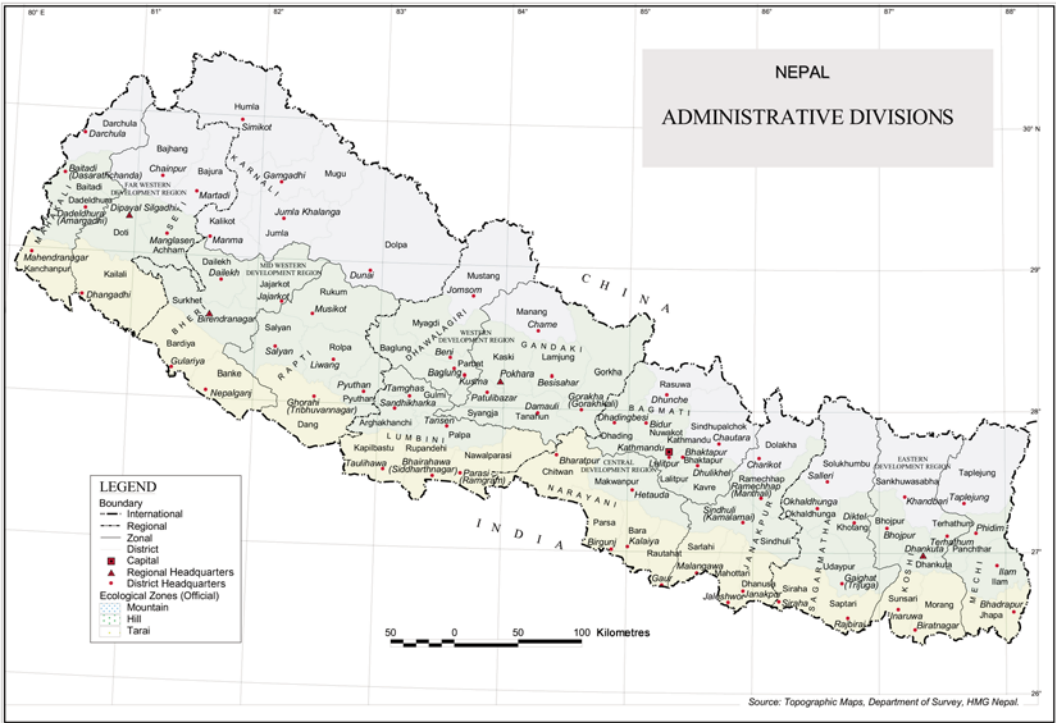 80° E
81°
82°
83°
84°
85°
86°
87°
88°
NEPAL
ADMINISTRATIVE DIVISIONS
30° N
29°
28°
27°
26°
CHINA
INDIA
Humla
Simikot
Darchula
Darchula
Bajhang
Chainpur
Bajura
Martadi
KARNALI
Gamgadhi
Mugu
Baitadi
(Dasarathchanda)
Baitadi
FAR WESTERN
DEVELOPMENT REGION
Dadeldhura
Dadeldhura
(Amargadhi)
Dipayal Silgadhi
SETI
MAHAKALI
Doti
Manglasen
Achham
Kalikot
Manma
Jumla Khalanga
Jumla
Dolpa
Dunai
Mahendranagar
Kanchanpur
Kailali
Dhangadhi
Dailekh
Dailekh
MID WESTERN
DEVELOPMENT REGION
Jajarkot
Jajarkot
Rukum
Musikot
Surkhet
Birendranagar
BHERI
Bardiya
Gulariya
Banke
Nepalganj
Salyan
Salyan
Rolpa
Liwang
RAPTI
Pyuthan
Pyuthan
Ghorahi
(Tribhuvannagar)
Dang
Mustang
Jomsom
Manang
Chame
Myagdi
DHAWALAGIRI
WESTERN
DEVELOPMENT REGION
GANDAKI
Baglung
Beni
Parbat
Baglung
Kusma
Kaski
Pokhara
Lamjung
Besisahar
Gorkha
Gorakha
(Gorakhkali)
Tamghas
Gulmi
Sandhikharka
Putalibazar
Syangja
Damauli
Tanahun
Arghakhanchi
Tansen
Palpa
LUMBINI
Kapilbastu
Rupandehi
Nawalparasi
Taulihawa
Bhairahawa
(Siddharthnagar)
Parasi
(Ramgram)
Rasuwa
Dhunche
BAGMATI
Dhadingbesi
Dhading
Bidur
Nuwakot
Sindhupalchok
Chautara
Kathmandu
Kathmandu
Bhaktapur
Bhaktapur
Lalitpur
Lalitpur
Dhulikhel
Kavre
Bharatpur
Chitwan
CENTRAL
DEVELOPMENT REGION
Makwanpur
Hetauda
NARAYANI
Parsa
Birgunj
Bara
Kalaiya
Rautahat
Gaur
Dolakha
Charikot
Ramechhap
Ramechhap
(Manthali)
Sindhuli
(Kamalamai)
Sindhuli
JANAKPUR
Sarlahi
Malangawa
Mahottari
Jaleshwor
Dhanusa
Janakpur
Siraha
Siraha
Solukhumbu
Salleri
Okhaldhunga
Okhaldhunga
Diktel
Khotang
SAGARMATHA
Udaypur
Gaighat
(Trijuga)
Saptari
Rajbiraj
EASTERN
DEVELOPMENT REGION
Sankhuwasabha
Khandbari
Taplejung
Taplejung
Bhojpur
Bhojpur
Terhathum
Terhathum
Phidim
Panchthar
Dhankuta
Dhankuta
KOSHI
MECHI
Ilam
Ilam
Sunsari
Inaruwa
Morang
Biratnagar
Bhadrapur
Jhapa
LEGEND
Boundary
International
Regional
Zonal
District
Capital
Regional Headquarters
District Headquarters
Ecological Zones (Official)
Mountain
Hill
Tarai
50 0 50 100 Kilometres
Source: Topographic Maps, Department of Survey, HMG Nepal.